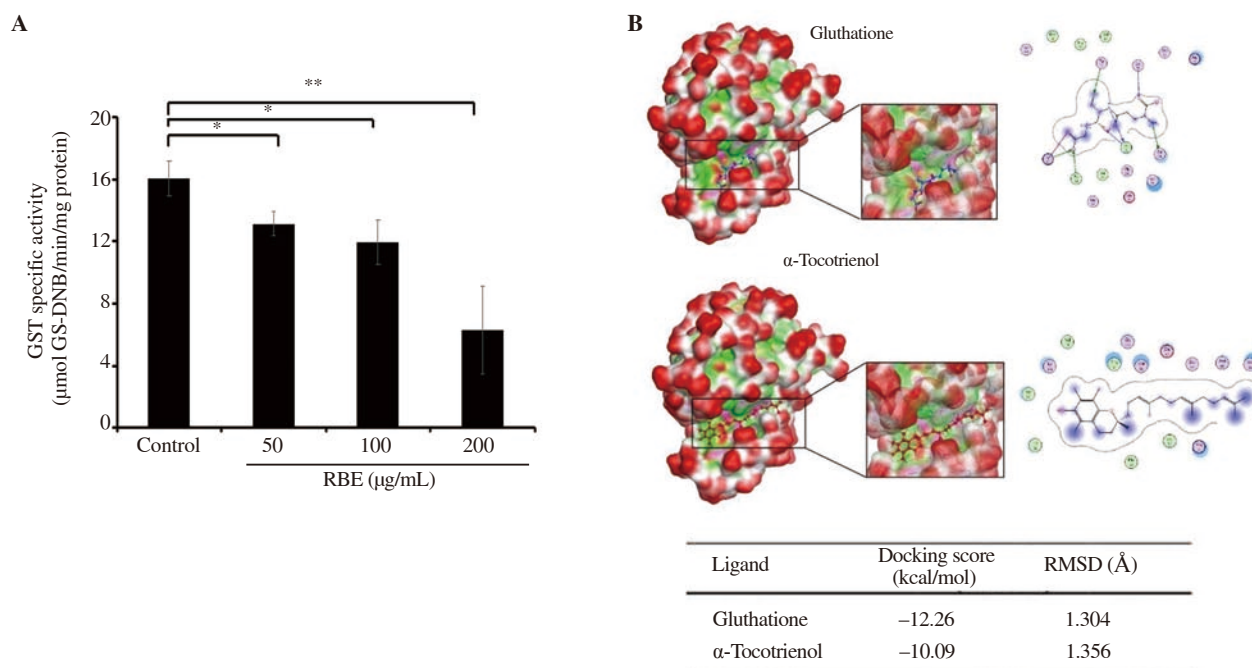 A
**
*
*
20
16
12
8
4
0
GST specific activity
(µmol GS-DNB/min/mg protein)
Control
50
100
200
RBE (µg/mL)
B
Gluthatione
α-Tocotrienol
Ligand Docking score (kcal/mol) RMSD (Å)
Gluthatione –12.26 1.304
α-Tocotrienol –10.09 1.356